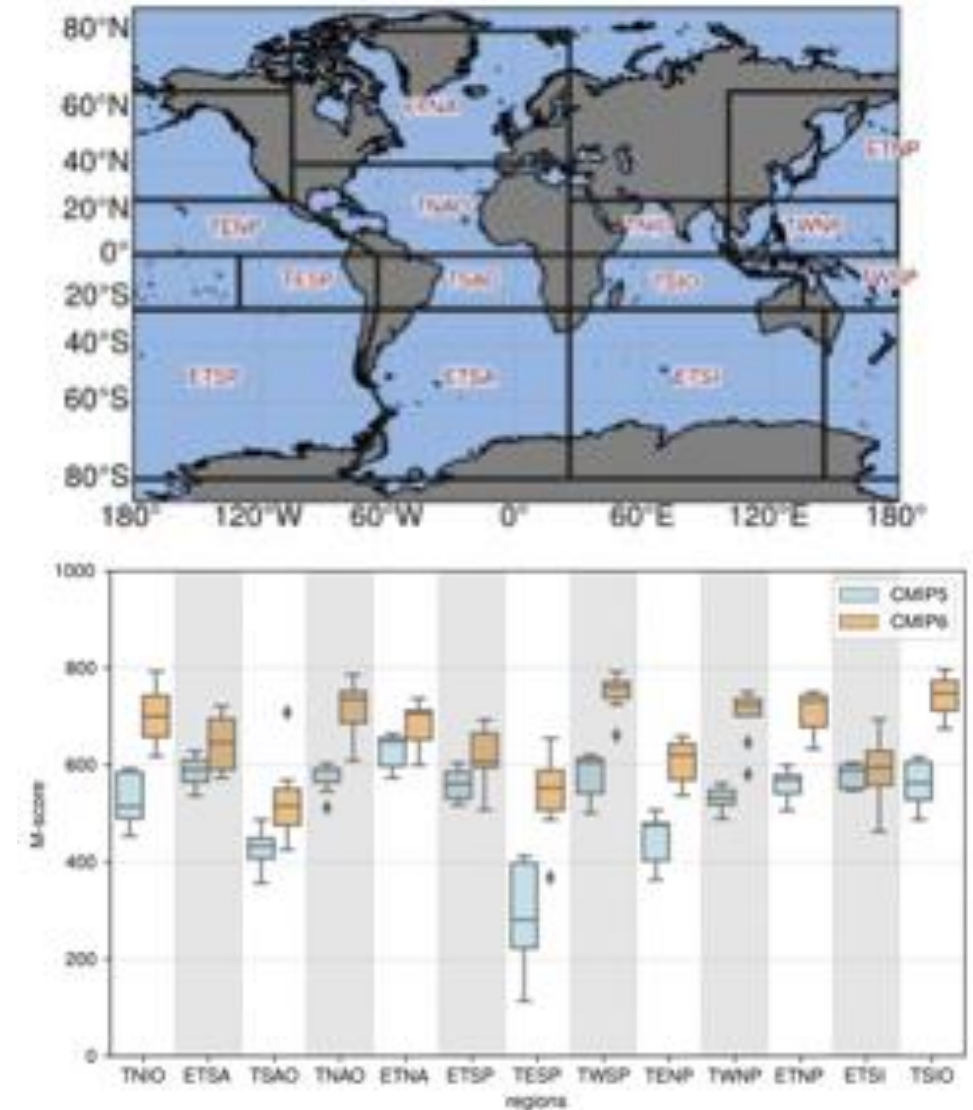 80°N
60°N
40°N
20°N
0°
20°S
40°S
60°S
80°S
ETNA
ETNP
TNAO
TENP
TNIO
TWNP
TESP
TSAO
TSIO
TWSP
ETSP
ETSA
ETSI
180° 120°W 60°W 0° 60°E 120°E 180°
1000
800
600
400
200
0
M-score
CMIP5
CMIP6
TNIO ETSA TSAO TNAO ETNA ETSP TESP TWSP TENP TWNP ETNP ETSI TSIO
regions